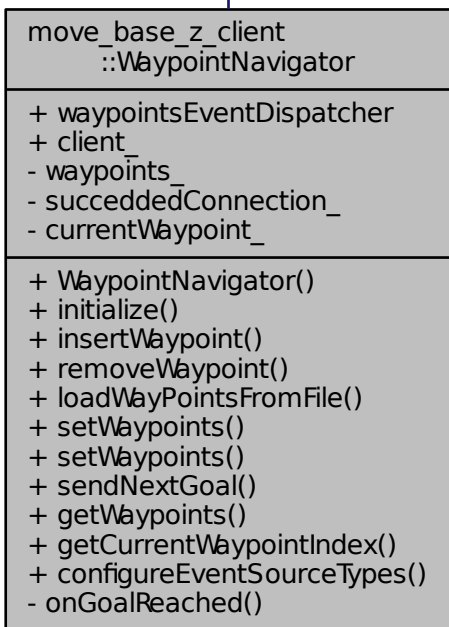 move_base_z_client
::WaypointNavigator
+ waypointsEventDispatcher
+ client_
- waypoints_
- succeddedConnection_
- currentWaypoint_
+ WaypointNavigator()
+ initialize()
+ insertWaypoint()
+ removeWaypoint()
+ loadWayPointsFromFile()
+ setWaypoints()
+ setWaypoints()
+ sendNextGoal()
+ getWaypoints()
+ getCurrentWaypointIndex()
+ configureEventSourceTypes()
- onGoalReached()